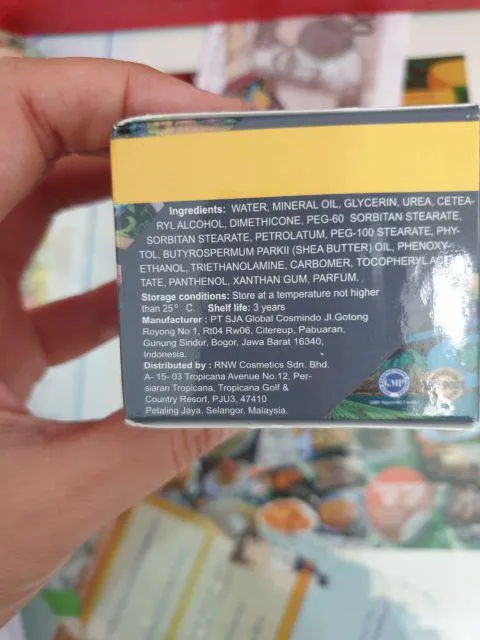 Ingredients: WATER, MINERAL OIL, GLYCERIN, UREA, CETEA-
RYL ALCOHOL, DIMETHICONE, PEG-60 SORBITAN STEARATE,
SORBITAN STEARATE, PETROLATUM, PEG-100 STEARATE, PHY-
TOL, BUTYROSPERMUM PARKII (SHEA BUTTER) OIL, PHENOXY-
ETHANOL, TRIETHANOLAMINE, CARBOMER, TOCOPHERYL ACE
TATE, PANTHENOL, XANTHAN GUM, PARFUM.
Storage conditions: Store at a temperature not higher
than 25° C. Shelf life: 3 years
Manufacturer : PT SJA Global Cosmindo Jl.Gotong
Royong No 1, Rt04 Rw06, Citereup, Pabuaran,
Gunung Sindur, Bogor, Jawa Barat 16340,
Indonesia.
Distributed by : RNW Cosmetics Sdn. Bhd.
A- 15- 03 Tropicana Avenue No.12, Per-
siaran Tropicana, Tropicana Golf &
Country Resort, PJU3, 47410
Petaling Jaya, Selangor, Malaysia.
GMP
9001